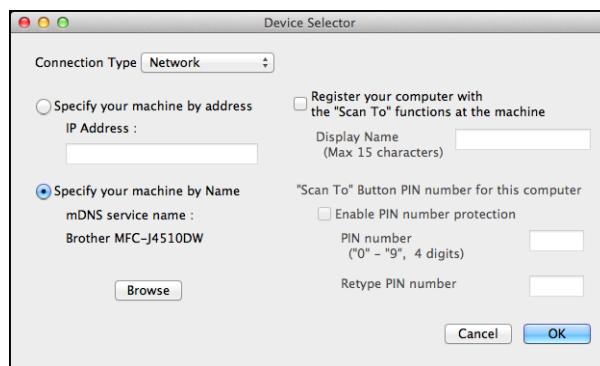 Device Selector
Connection Type
Network
Specify your machine by address
IP Address :
Specify your machine by Name
mDNS service name :
Brother MFC-J4510DW
Browse
Register your computer with
the "Scan To" functions at the machine
Display Name
(Max 15 characters)
"Scan To" Button PIN number for this computer
Enable PIN number protection
PIN number
("0" – "9", 4 digits)
Retype PIN number
Cancel
OK